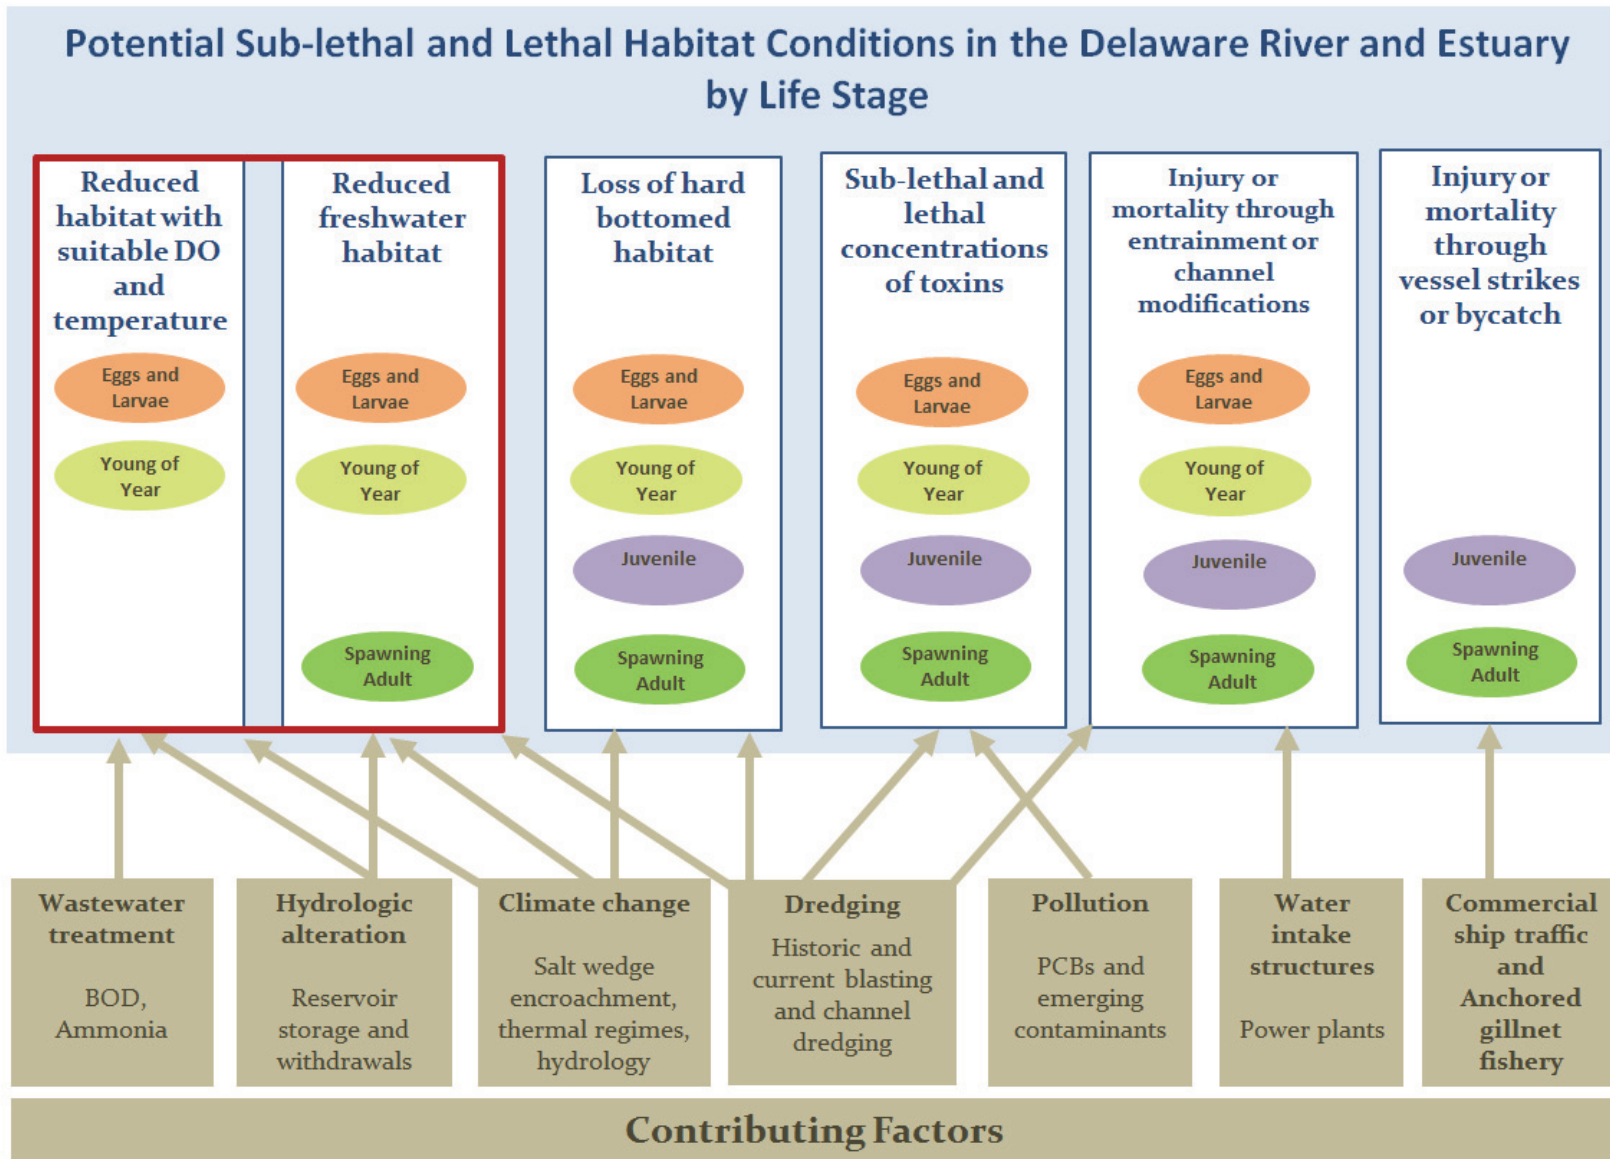 Potential Sub-lethal and Lethal Habitat Conditions in the Delaware River and Estuary
by Life Stage
Reduced
habitat with
suitable DO
and
temperature
Eggs and
Larvae
Young of
Year
Reduced
freshwater
habitat
Eggs and
Larvae
Young of
Year
Spawning
Adult
Loss of hard
bottomed
habitat
Eggs and
Larvae
Young of
Year
Juvenile
Spawning
Adult
Sub-lethal and
lethal
concentrations
of toxins
Eggs and
Larvae
Young of
Year
Juvenile
Spawning
Adult
Injury or
mortality through
entrainment or
channel
modifications
Eggs and
Larvae
Young of
Year
Juvenile
Spawning
Adult
Injury or
mortality
through
vessel strikes
or bycatch
Juvenile
Spawning
Adult
Wastewater
treatment
BOD,
Ammonia
Hydrologic
alteration
Reservoir
storage and
withdrawals
Climate change
Salt wedge
encroachment,
thermal regimes,
hydrology
Dredging
Historic and
current blasting
and channel
dredging
Pollution
PCBs and
emerging
contaminants
Water
intake
structures
Power plants
Commercial
ship traffic
and
Anchored
gillnet
fishery
Contributing Factors